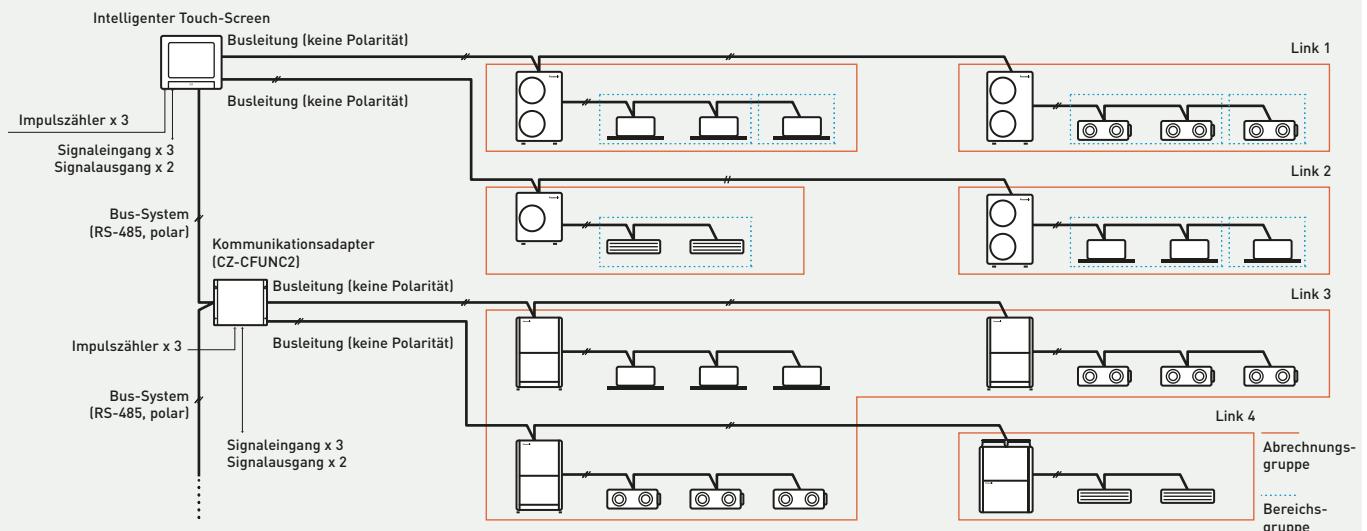 Intelligenter Touch-Screen
Busleitung (keine Polarität)
Link 1
Busleitung (keine Polarität)
Impulszähler x 3
Signaleingang x 3
Signalausgang x 2
Link 2
Bus-System
(RS-485, polar)
Kommunikationsadapter
(CZ-CFUNC2)
Busleitung (keine Polarität)
Link 3
Impulszähler x 3
Busleitung (keine Polarität)
Bus-System
(RS-485, polar)
Link 4
Signaleingang x 3
Signalausgang x 2
Abrechnungs-
gruppe
Bereichs-
gruppe